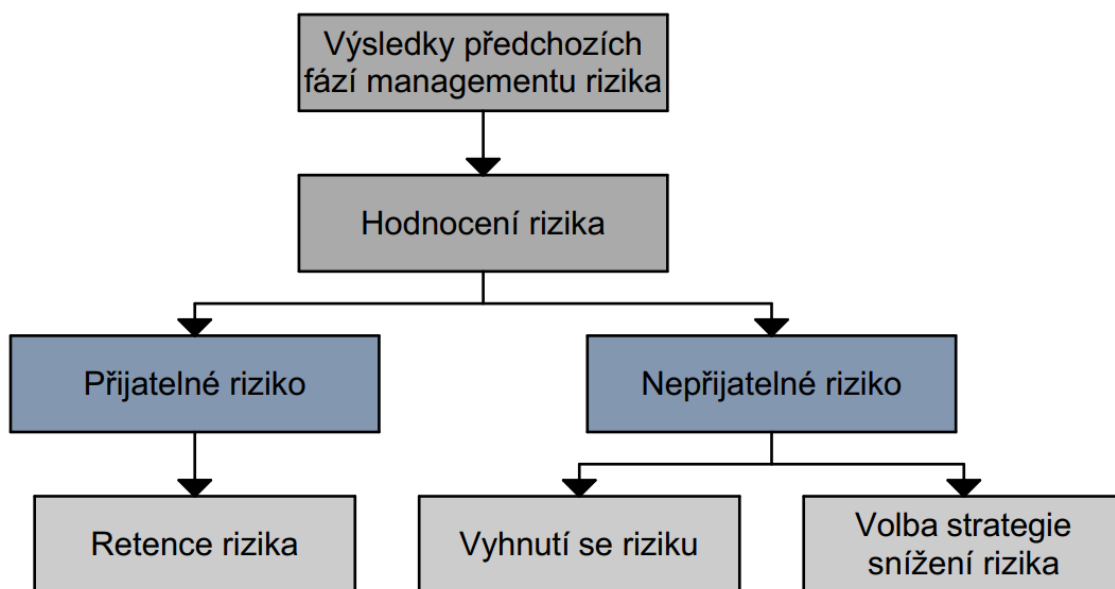 Výsledky předchozích
fází managementu rizika
Hodnocení rizika
Přijatelné riziko
Nepřijatelné riziko
Retence rizika
Vyhnutí se riziku
Volba strategie
snížení rizika